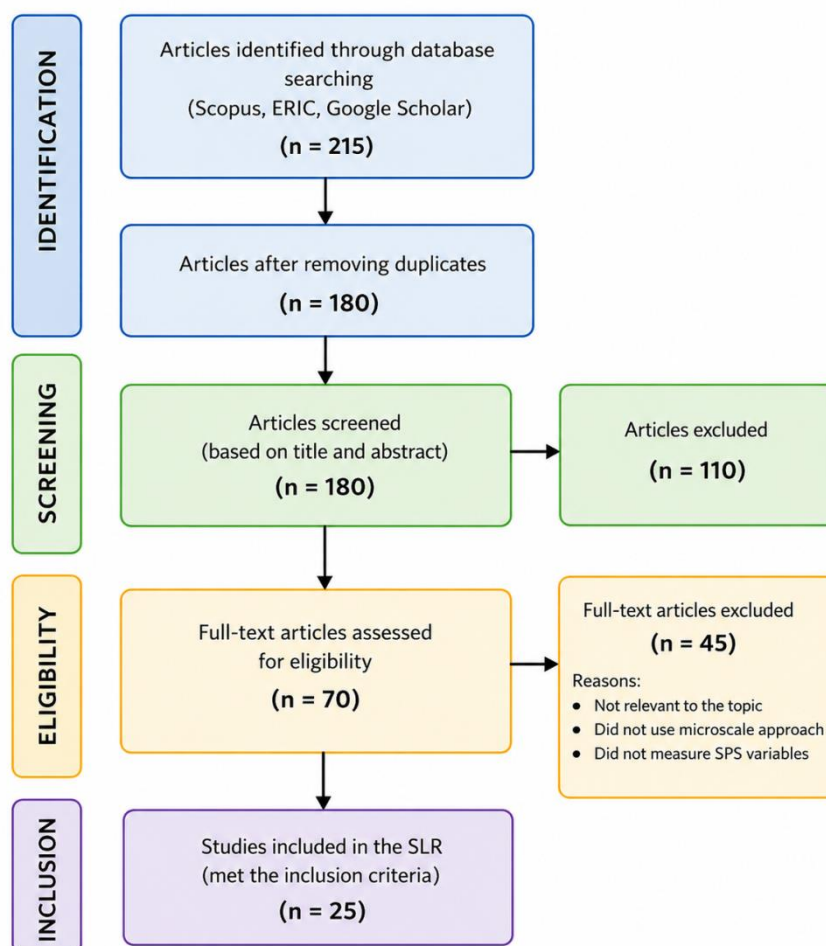 IDENTIFICATION
Articles identified through database
searching
(Scopus, ERIC, Google Scholar)
(n = 215)
Articles after removing duplicates
(n = 180)
SCREENING
Articles screened
(based on title and abstract)
(n = 180)
Articles excluded
(n = 110)
ELIGIBILITY
Full-text articles assessed
for eligibility
(n = 70)
Full-text articles excluded
(n = 45)
Reasons:
● Not relevant to the topic
● Did not use microscale approach
● Did not measure SPS variables
INCLUSION
Studies included in the SLR
(met the inclusion criteria)
(n = 25)